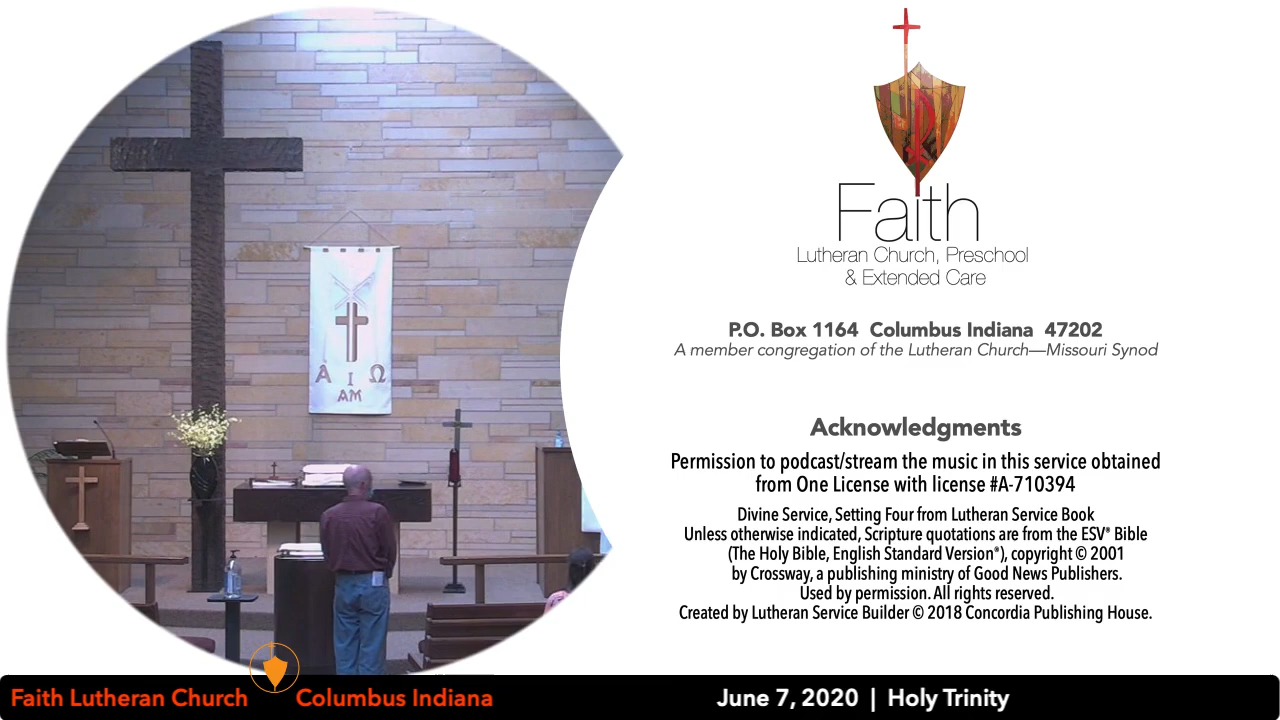 À I Ω
AM
Faith
Lutheran Church, Preschool
& Extended Care
P.O. Box 1164 Columbus Indiana 47202
A member congregation of the Lutheran Church—Missouri Synod
Acknowledgments
Permission to podcast/stream the music in this service obtained
from One License with license #A-710394
Divine Service, Setting Four from Lutheran Service Book
Unless otherwise indicated, Scripture quotations are from the ESV® Bible
(The Holy Bible, English Standard Version®), copyright © 2001
by Crossway, a publishing ministry of Good News Publishers.
Used by permission. All rights reserved.
Created by Lutheran Service Builder © 2018 Concordia Publishing House.
Faith Lutheran Church Columbus Indiana June 7, 2020 | Holy Trinity